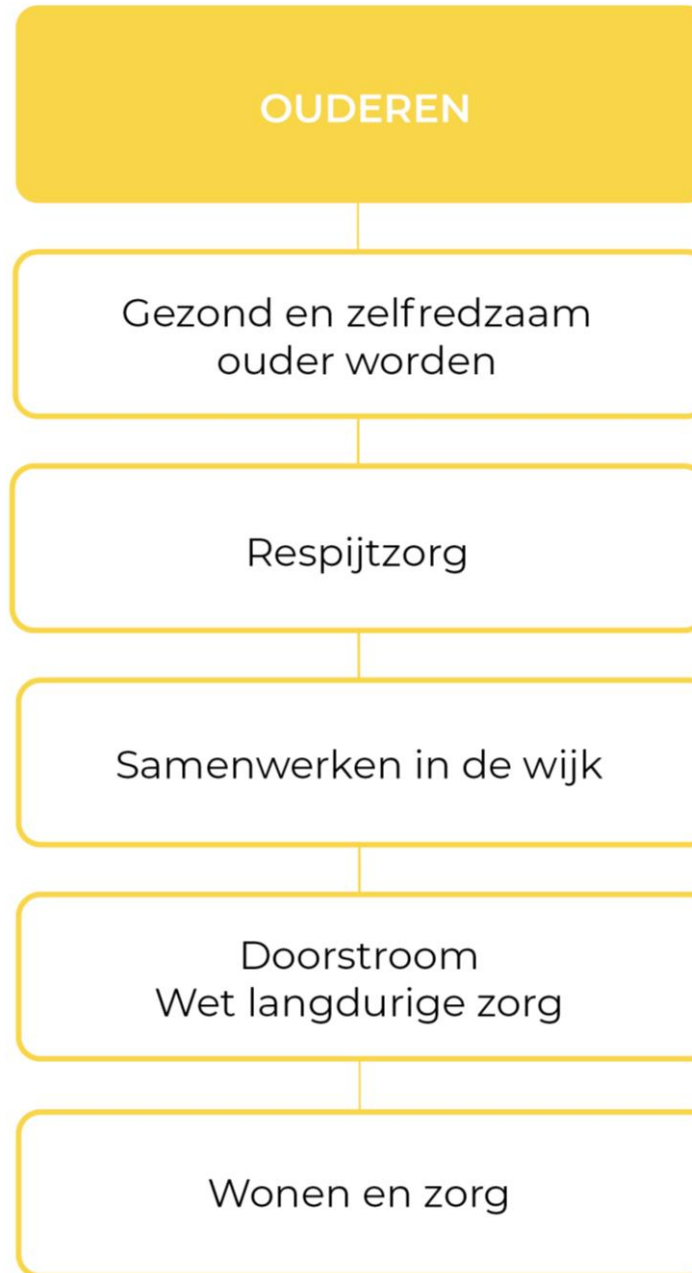 OUDEREN
Gezond en zelfredzaam
ouder worden
Respijtzorg
Samenwerken in de wijk
Doorstroom
Wet langdurige zorg
Wonen en zorg